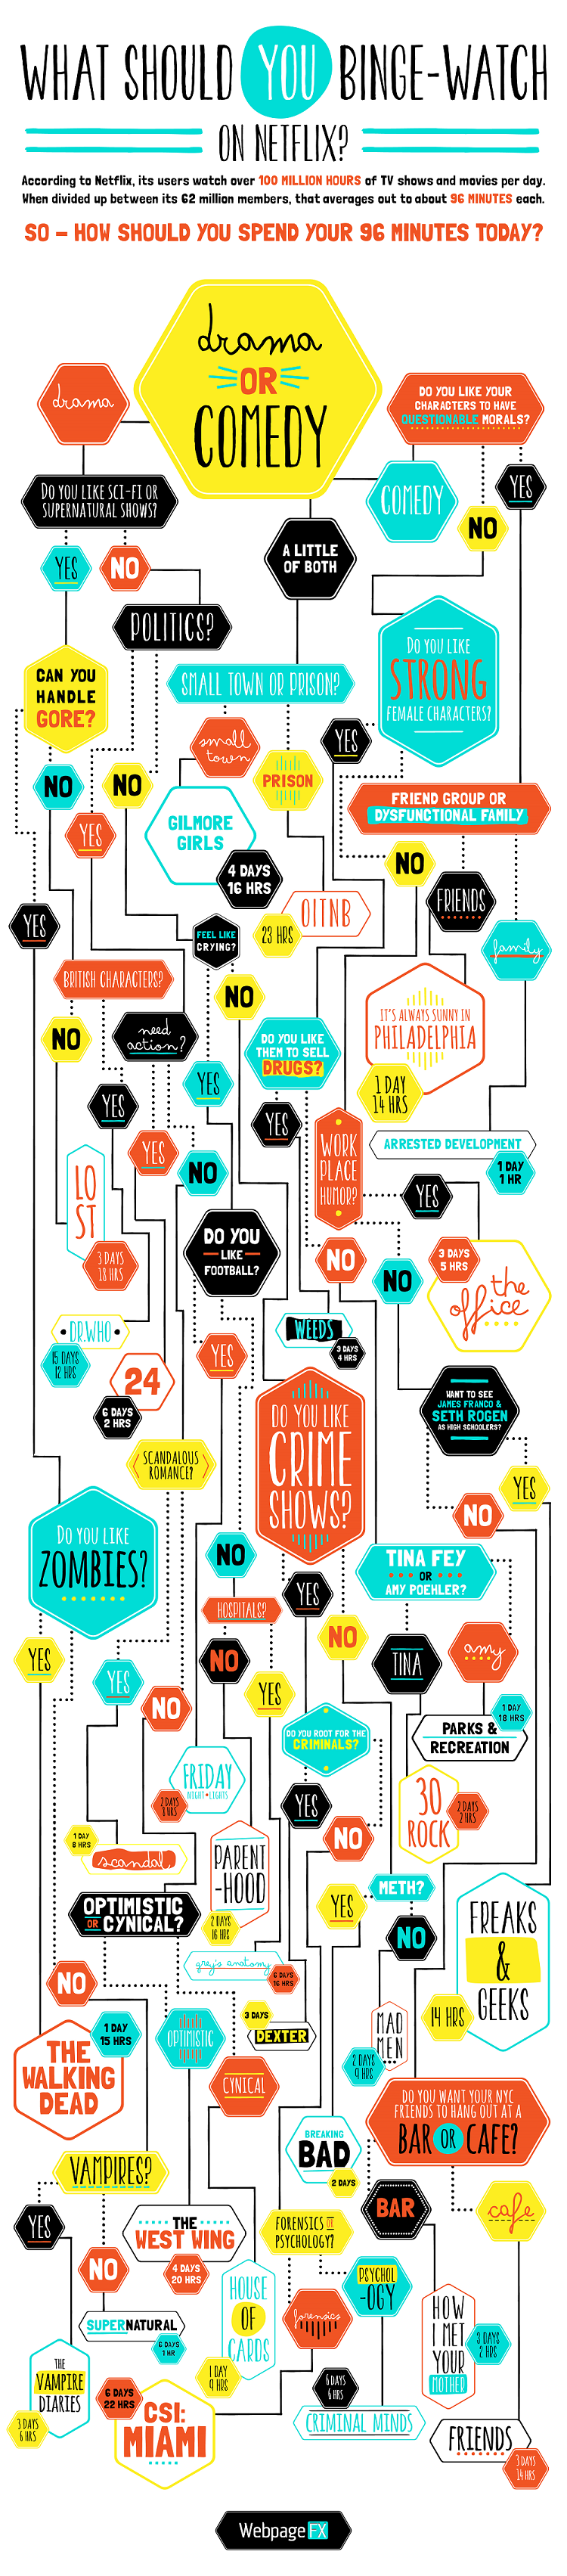 WHAT SHOULD YOU BINGE-WATCH
ON NETFLIX?
According to Netflix, its users watch over 100 MILLION HOURS of TV shows and movies per day.
When divided up between its 62 million members, that averages out to about 96 MINUTES each.
SO – HOW SHOULD YOU SPEND YOUR 96 MINUTES TODAY?
drama
OR
COMEDY
drama
DO YOU LIKE YOUR
CHARACTERS TO HAVE
QUESTIONABLE MORALS?
DO YOU LIKE SCI-FI OR
SUPERNATURAL SHOWS?
COMEDY
YES
NO
A LITTLE
OF BOTH
YES
NO
POLITICS?
DO YOU LIKE
STRONG
FEMALE CHARACTERS?
CAN YOU
HANDLE
GORE?
SMALL TOWN OR PRISON?
small
town
YES
PRISON
NO
NO
FRIEND GROUP OR
DYSFUNCTIONAL FAMILY
GILMORE
GIRLS
YES
NO
4 DAYS
16 HRS
FRIENDS
OITNB
YES
23 HRS
FEEL LIKE
CRYING?
family
BRITISH CHARACTERS?
NO
IT'S ALWAYS SUNNY IN
PHILADELPHIA
NO
need
action?
DO YOU LIKE
THEM TO SELL
DRUGS?
YES
1 DAY
14 HRS
YES
YES
WORK
PLACE
HUMOR?
ARRESTED DEVELOPMENT
1 DAY
1 HR
YES
NO
YES
LO
ST
DO YOU
LIKE
FOOTBALL?
3 DAYS
18 HRS
NO
NO
3 DAYS
5 HRS
the
office
DR.WHO
15 DAYS
12 HRS
WEEDS
3 DAYS
4 HRS
YES
24
6 DAYS
2 HRS
WANT TO SEE
JAMES FRANCO &
SETH ROGEN
AS HIGH SCHOOLERS?
DO YOU LIKE
CRIME
SHOWS?
SCANDALOUS
ROMANCE?
YES
NO
DO YOU LIKE
ZOMBIES?
NO
TINA FEY
OR
AMY POEHLER?
YES
HOSPITALS?
NO
YES
NO
TINA
amy
YES
YES
NO
1 DAY
18 HRS
PARKS &
RECREATION
DO YOU ROOT FOR THE
CRIMINALS?
FRIDAY
NIGHT LIGHTS
2 DAYS
8 HRS
YES
30
ROCK
2 DAYS
2 HRS
NO
1 DAY
8 HRS
scandal
PARENT
-HOOD
2 DAYS
16 HRS
METH?
YES
FREAKS
&
GEEKS
14 HRS
OPTIMISTIC
OR CYNICAL?
NO
grey's anatomy
6 DAYS
16 HRS
NO
3 DAYS
DEXTER
MAD
MEN
2 DAYS
9 HRS
1 DAY
15 HRS
THE
WALKING
DEAD
OPTIMISTIC
CYNICAL
DO YOU WANT YOUR NYC
FRIENDS TO HANG OUT AT A
BAR OR CAFE?
BREAKING
BAD
2 DAYS
VAMPIRES?
BAR
cafe
YES
THE
WEST WING
4 DAYS
20 HRS
FORENSICS OR
PSYCHOLOGY?
NO
PSYCHOL
-OGY
HOUSE
OF
CARDS
1 DAY
9 HRS
forensics
HOW
I MET
YOUR
MOTHER
3 DAYS
2 HRS
SUPERNATURAL
6 DAYS
1 HR
THE
VAMPIRE
DIARIES
3 DAYS
6 HRS
6 DAYS
22 HRS
CSI:
MIAMI
6 DAYS
6 HRS
CRIMINAL MINDS
FRIENDS
3 DAYS
14 HRS
WebpageFX